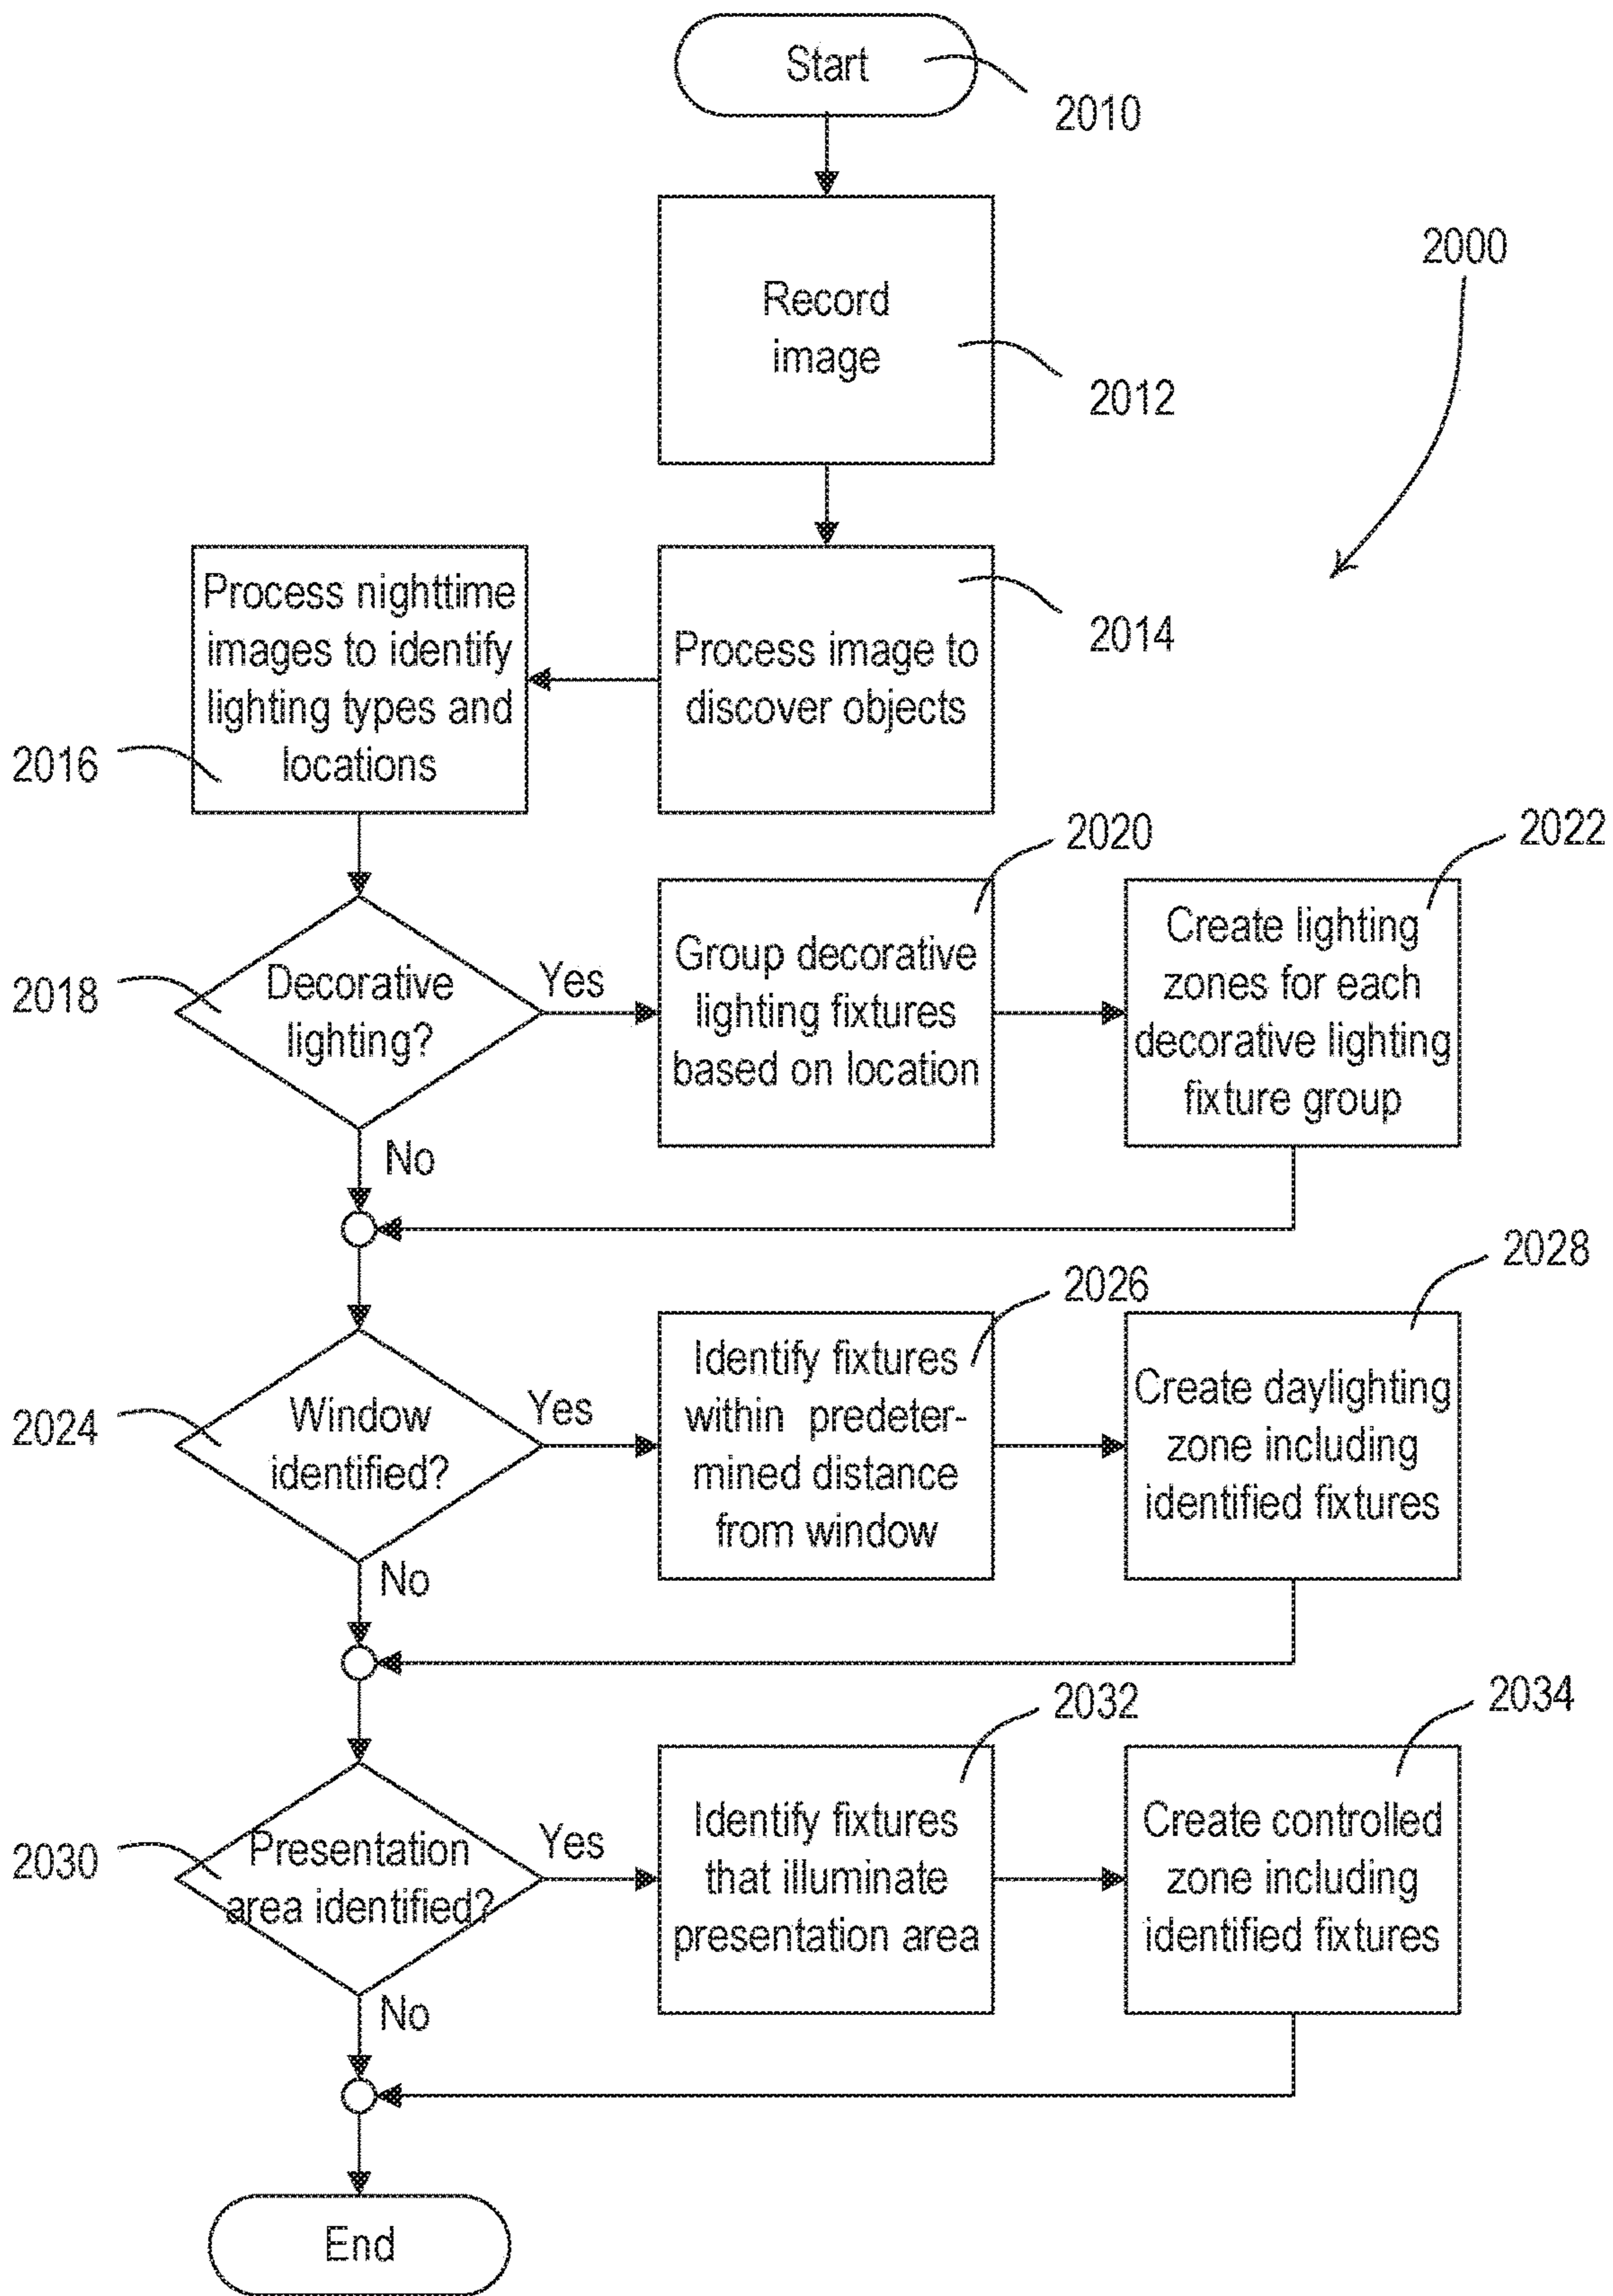 Start
2010
2000
Record
image
2012
Process nighttime
images to identify
lighting types and
locations
2016
Process image to
discover objects
2014
2018
Decorative
lighting?
Yes
No
Group decorative
lighting fixtures
based on location
2020
Create lighting
zones for each
decorative lighting
fixture group
2022
2024
Window
identified?
Yes
No
Identify fixtures
within predeter-
mined distance
from window
2026
Create daylighting
zone including
identified fixtures
2028
2030
Presentation
area identified?
Yes
No
Identify fixtures
that illuminate
presentation area
2032
Create controlled
zone including
identified fixtures
2034
End